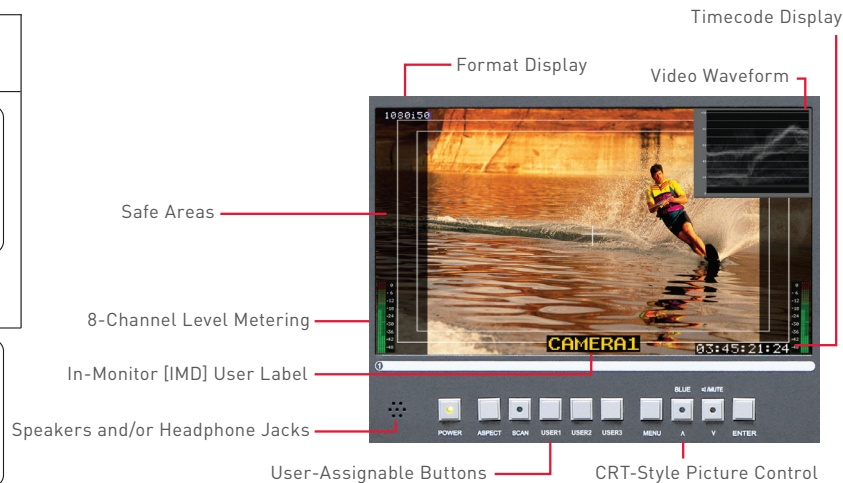 Timecode Display
Format Display
Video Waveform
1080i50
Safe Areas
8-Channel Level Metering
In-Monitor [IMD] User Label
CAMERA1
03:45:21:24
Speakers and/or Headphone Jacks
BLUE
/MUTE
POWER
ASPECT
SCAN
USER1
USER2
USER3
MENU
ENTER
User-Assignable Buttons
CRT-Style Picture Control